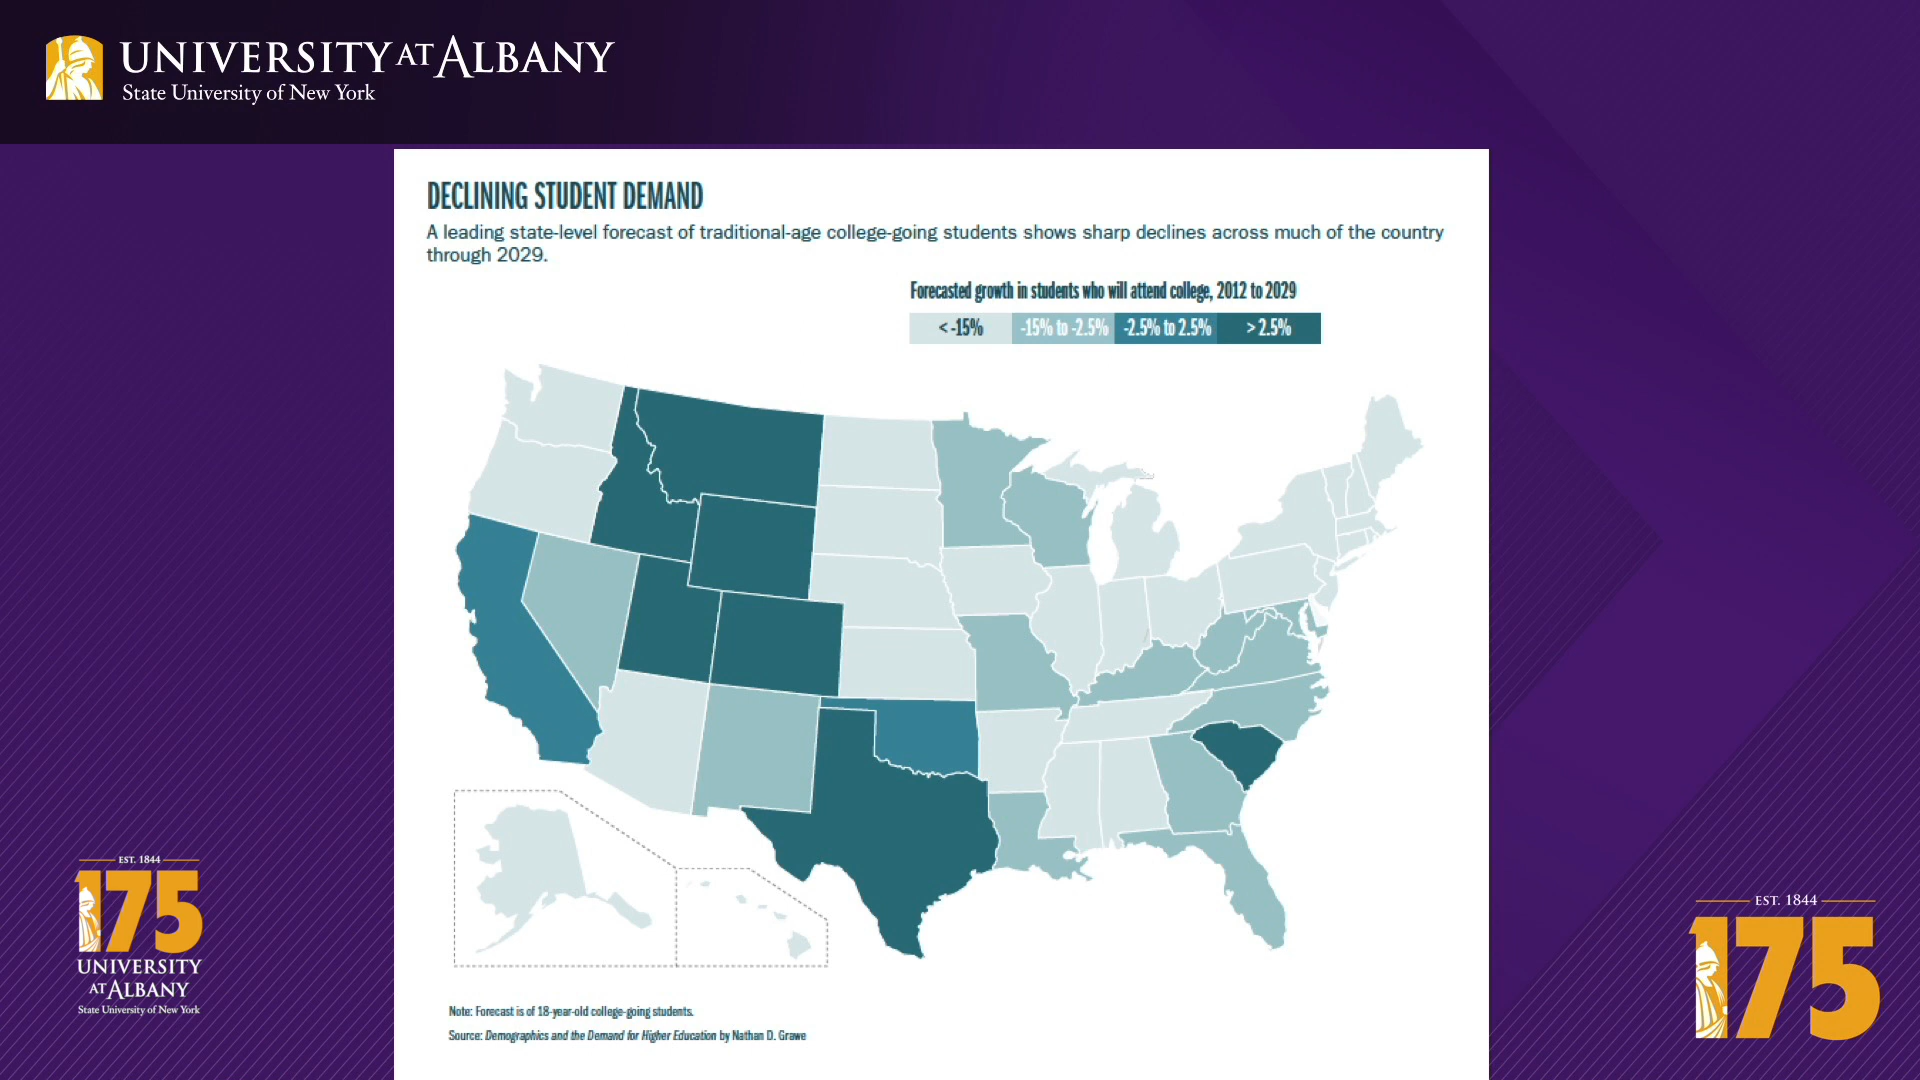 UNIVERSITY AT ALBANY
State University of New York
DECLINING STUDENT DEMAND
A leading state-level forecast of traditional-age college-going students shows sharp declines across much of the country
through 2029.
Forecasted growth in students who will attend college, 2012 to 2029
< -15% -15% to -2.5% -2.5% to 2.5% > 2.5%
EST. 1844
175
UNIVERSITY
AT ALBANY
State University of New York
EST. 1844
175
Note: Forecast is of 18-year-old college-going students.
Source: Demographics and the Demand for Higher Education by Nathan D. Grawe